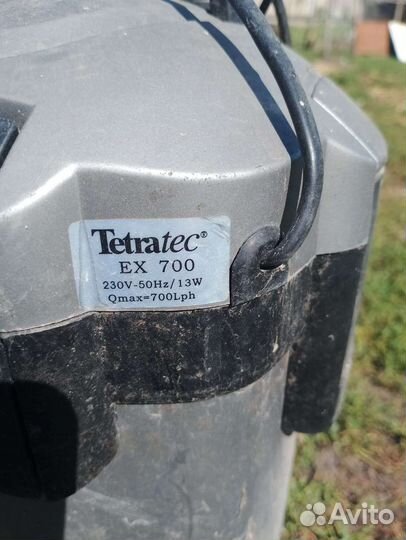 Tetratec®
EX 700
230V-50Hz/13W
Qmax=700Lph
Avito